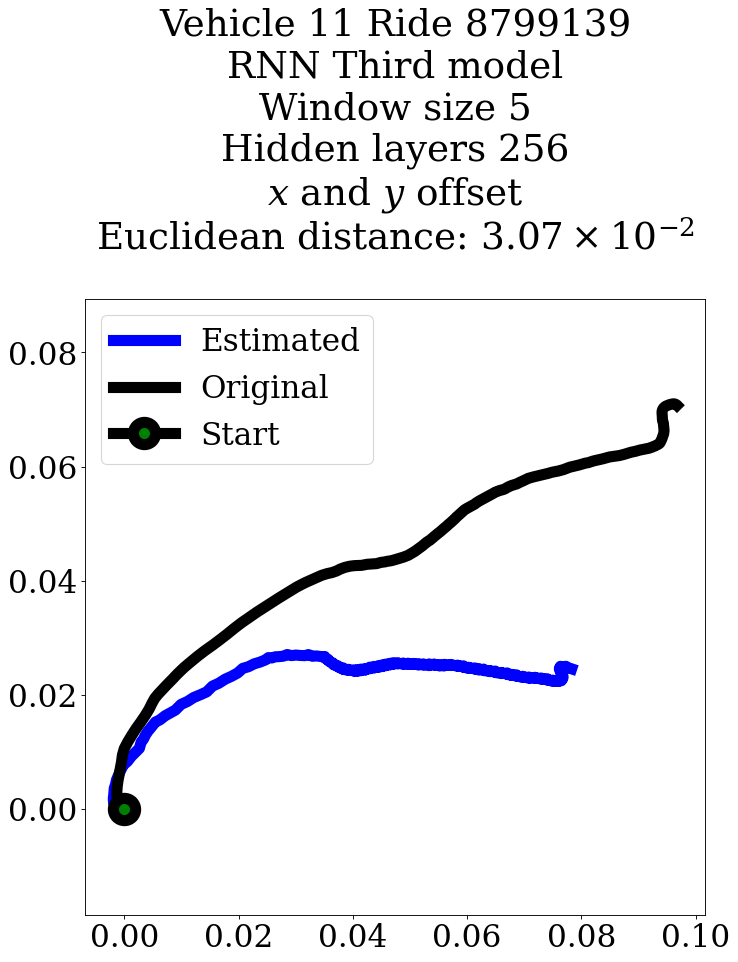 Vehicle 11 Ride 8799139
RNN Third model
Window size 5
Hidden layers 256
x and y offset
Euclidean distance: 3.07 × 10⁻²
Estimated
Original
Start
0.08
0.06
0.04
0.02
0.00
0.00 0.02 0.04 0.06 0.08 0.10